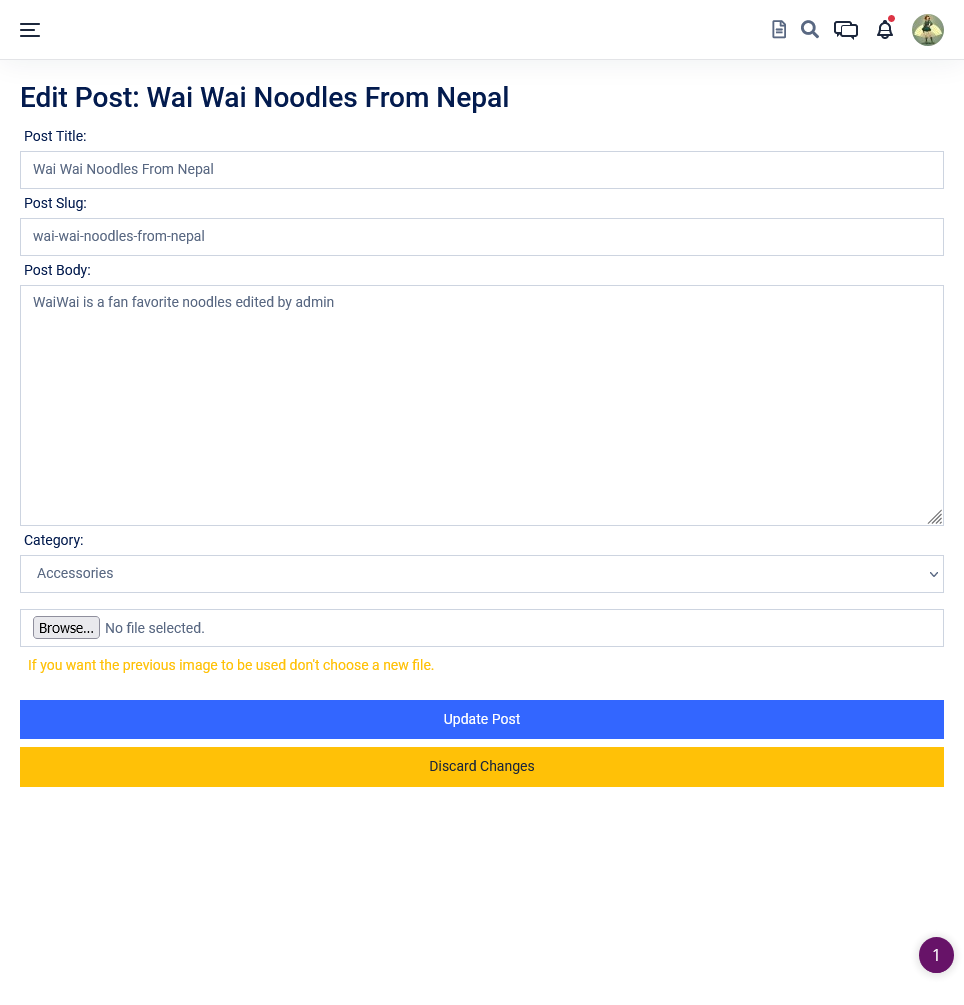 Edit Post: Wai Wai Noodles From Nepal
Post Title:
Wai Wai Noodles From Nepal
Post Slug:
wai-wai-noodles-from-nepal
Post Body:
WaiWai is a fan favorite noodles edited by admin
Category:
Accessories
Browse... No file selected.
If you want the previous image to be used don't choose a new file.
Update Post
Discard Changes
1